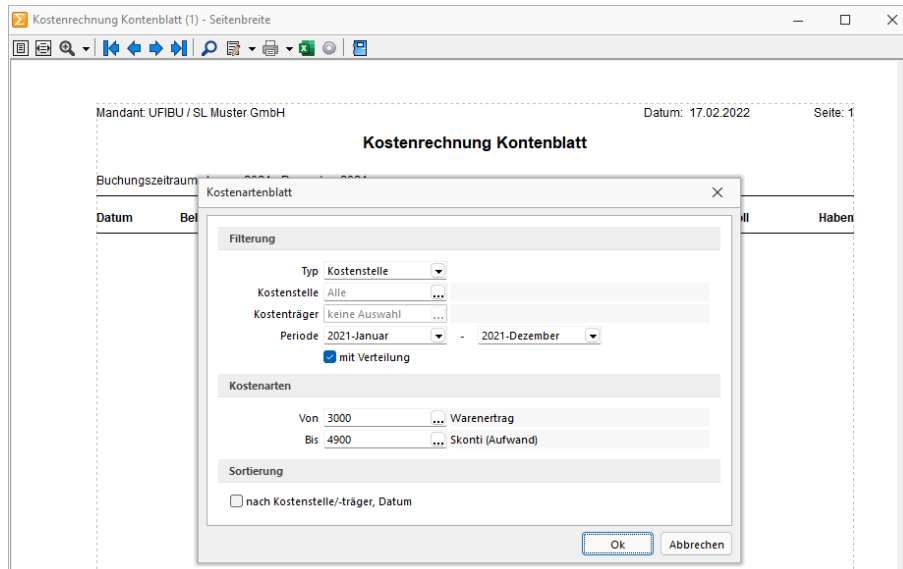 Kostenrechnung Kontenblatt (1) - Seitenbreite
Mandant: UFIBU / SL Muster GmbH Datum: 17.02.2022 Seite: 1
Kostenrechnung Kontenblatt
Buchungszeitraum
Kostenartenblatt
Datum Haben
Filterung
Typ Kostenstelle
Kostenstelle Alle ...
Kostenträger keine Auswahl ...
Periode 2021-Januar - 2021-Dezember
mit Verteilung
Kostenarten
Von 3000 ... Warenertrag
Bis 4900 ... Skonti (Aufwand)
Sortierung
nach Kostenstelle/-träger, Datum
Ok Abbrechen